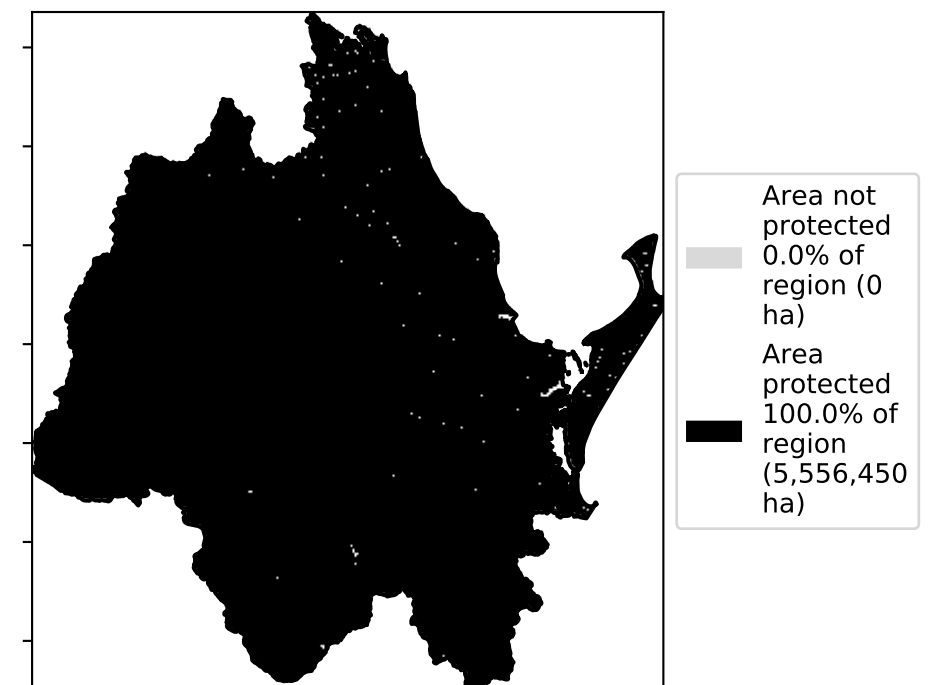 Area not
protected
0.0% of
region (0
ha)
Area
protected
100.0% of
region
(5,556,450
ha)